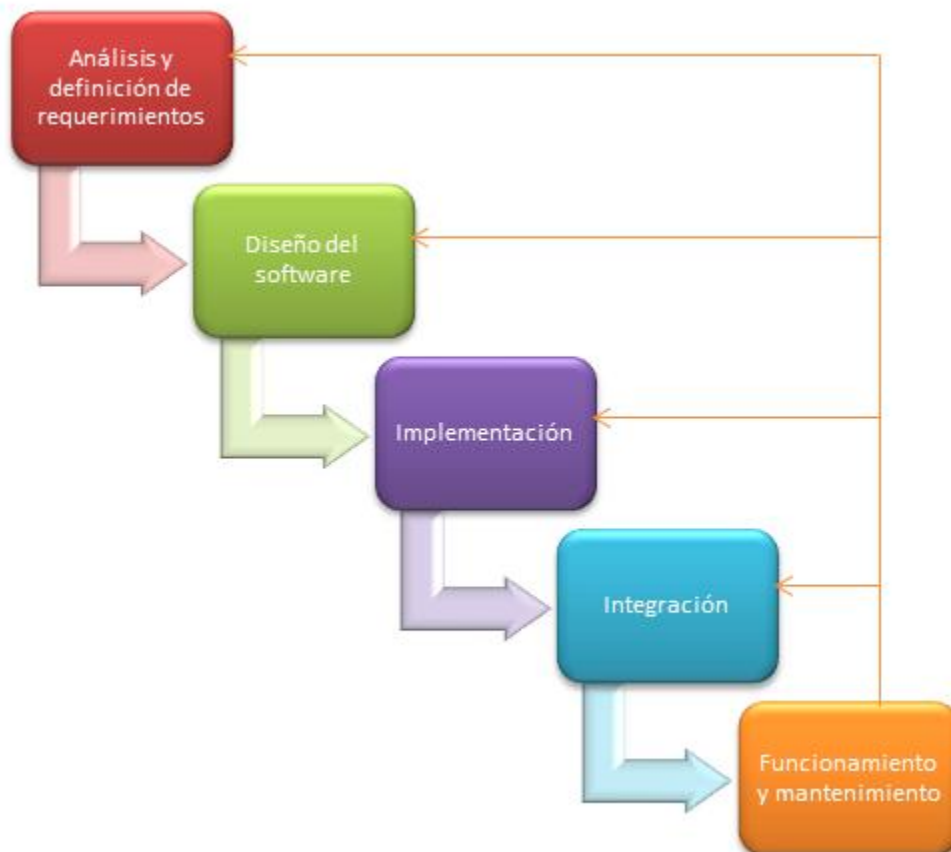 Análisis y
definición de
requerimientos
Diseño del
software
Implementación
Integración
Funcionamiento
y mantenimiento